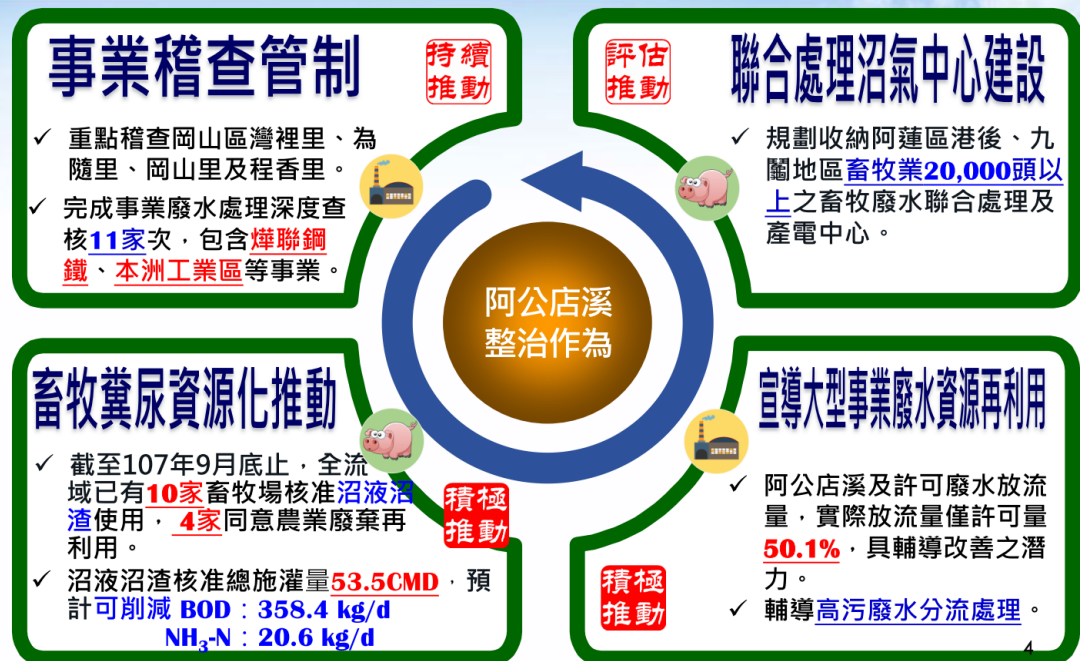 事業稽查管制
持續
推動
✓ 重點稽查岡山區灣裡里、為
隨里、岡山里及程香里。
✓ 完成事業廢水處理深度查
核11家次，包含燁聯鋼
鐵、本洲工業區等事業。
聯合處理沼氣中心建設
評估
推動
✓ 規劃收納阿蓮區港後、九
鬮地區畜牧業20,000頭以
上之畜牧廢水聯合處理及
產電中心。
阿公店溪
整治作為
畜牧糞尿資源化推動
✓ 截至107年9月底止，全流
域已有10家畜牧場核准沼液沼
渣使用，4家同意農業廢棄再
利用。
積極
推動
✓ 沼液沼渣核准總施灌量53.5CMD，預
計可削減 BOD：358.4 kg/d
NH₃-N：20.6 kg/d
宣導大型事業廢水資源再利用
✓ 阿公店溪及許可廢水放流
量，實際放流量僅許可量
50.1%，具輔導改善之潛
力。
✓ 輔導高污廢水分流處理。
積極
推動
4